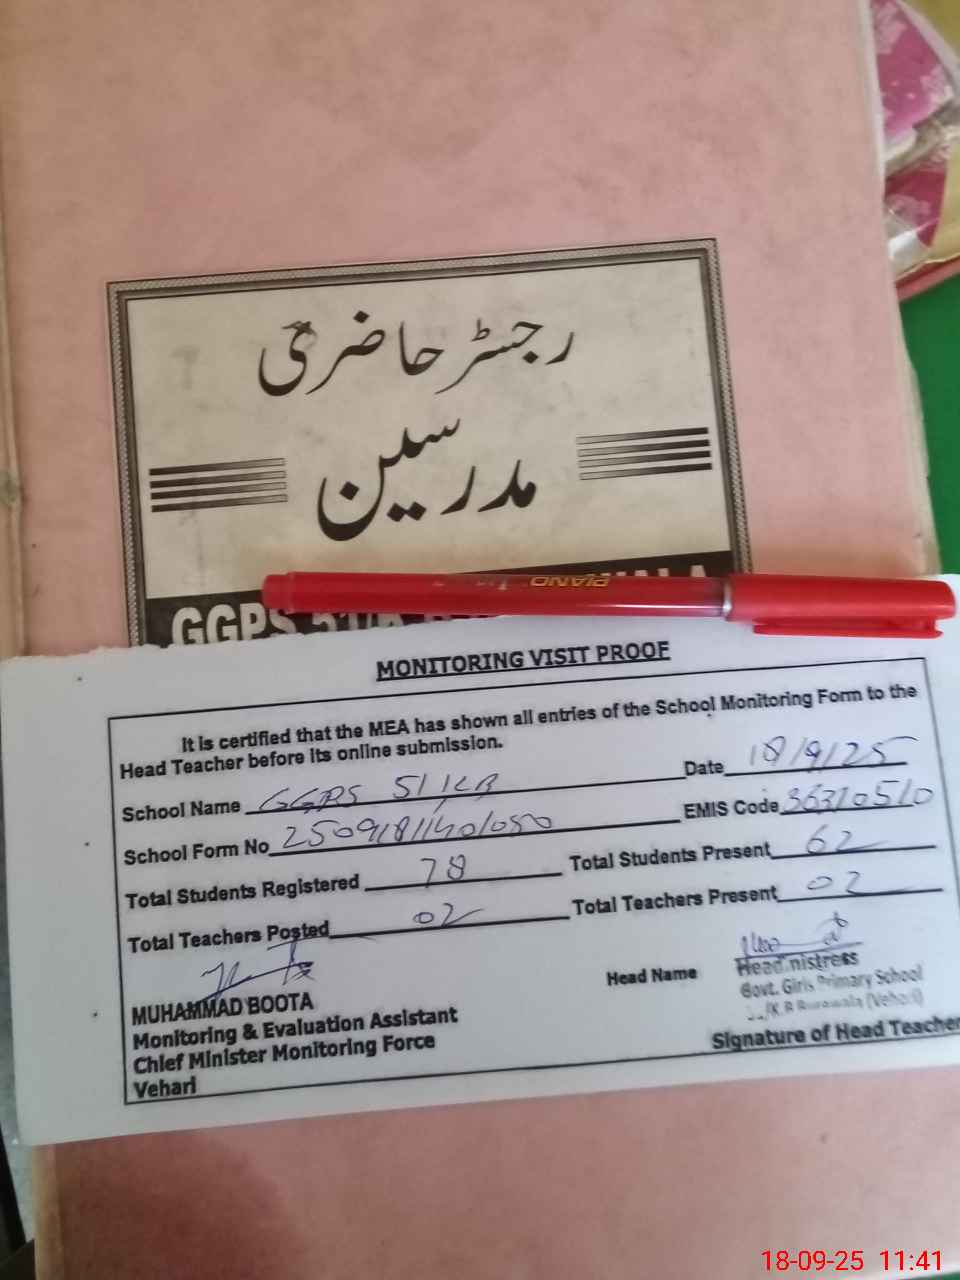 رجسٹر حاضری
مدرسین
GGPS 51/K
PIANO
MONITORING VISIT PROOF
It is certified that the MEA has shown all entries of the School Monitoring Form to the
Head Teacher before its online submission.
School Name GGPS 51/KB Date 18/9/25
School Form No 25091811401050 EMIS Code 36310510
Total Students Registered 78 Total Students Present 62
Total Teachers Posted 02 Total Teachers Present 02
MUHAMMAD BOOTA
Monitoring & Evaluation Assistant
Chief Minister Monitoring Force
Vehari
Head Name
Headmistress
Govt. Girls Primary School
K.B Burewala (Vehari)
Signature of Head Teacher
18-09-25 11:41